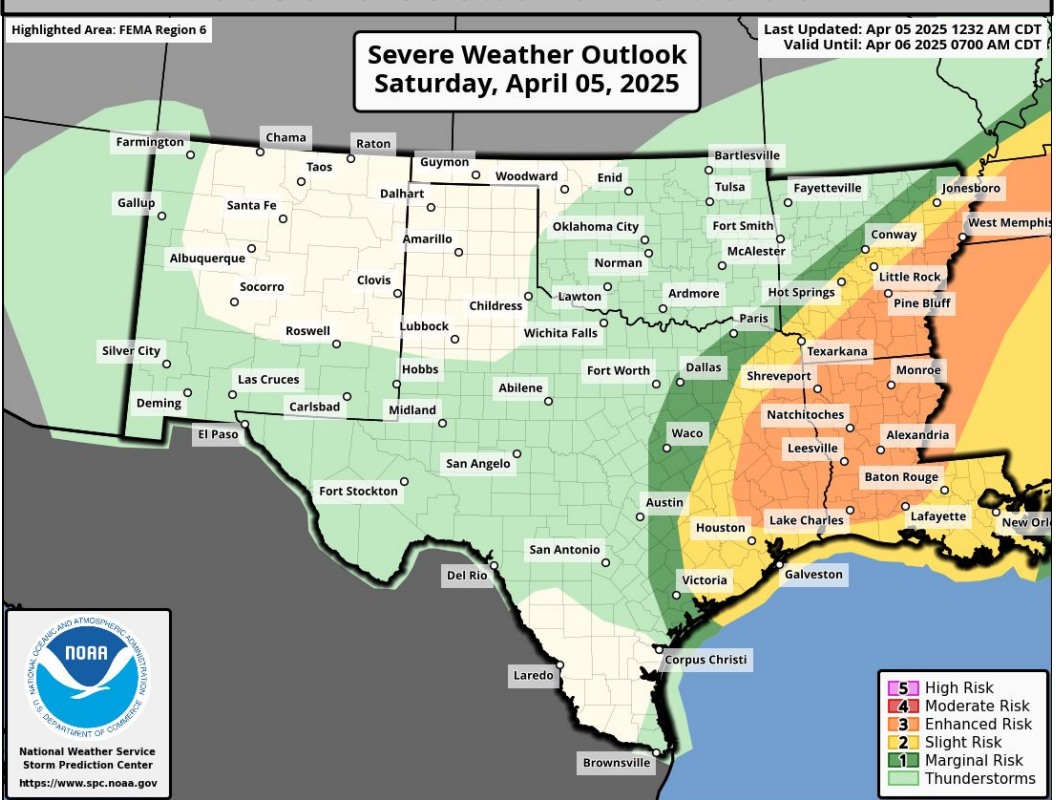 Highlighted Area: FEMA Region 6
Severe Weather Outlook
Saturday, April 05, 2025
Last Updated: Apr 05 2025 1232 AM CDT
Valid Until: Apr 06 2025 0700 AM CDT
Farmington
Chama
Raton
Taos
Guymon
Woodward
Enid
Bartlesville
Tulsa
Fayetteville
Jonesboro
Gallup
Santa Fe
Dalhart
Oklahoma City
Fort Smith
Conway
West Memphis
Albuquerque
Amarillo
Norman
McAlester
Little Rock
Socorro
Clovis
Childress
Lawton
Ardmore
Hot Springs
Pine Bluff
Roswell
Lubbock
Wichita Falls
Paris
Texarkana
Silver City
Las Cruces
Hobbs
Abilene
Fort Worth
Dallas
Shreveport
Monroe
Deming
Carlsbad
Midland
Natchitoches
El Paso
Waco
Leesville
Alexandria
San Angelo
Baton Rouge
Fort Stockton
Austin
Houston
Lake Charles
Lafayette
New Orl
San Antonio
Del Rio
Victoria
Galveston
Laredo
Corpus Christi
Brownsville
NATIONAL OCEANIC AND ATMOSPHERIC ADMINISTRATION
NOAA
U.S. DEPARTMENT OF COMMERCE
National Weather Service
Storm Prediction Center
https://www.spc.noaa.gov
5 High Risk
4 Moderate Risk
3 Enhanced Risk
2 Slight Risk
1 Marginal Risk
Thunderstorms